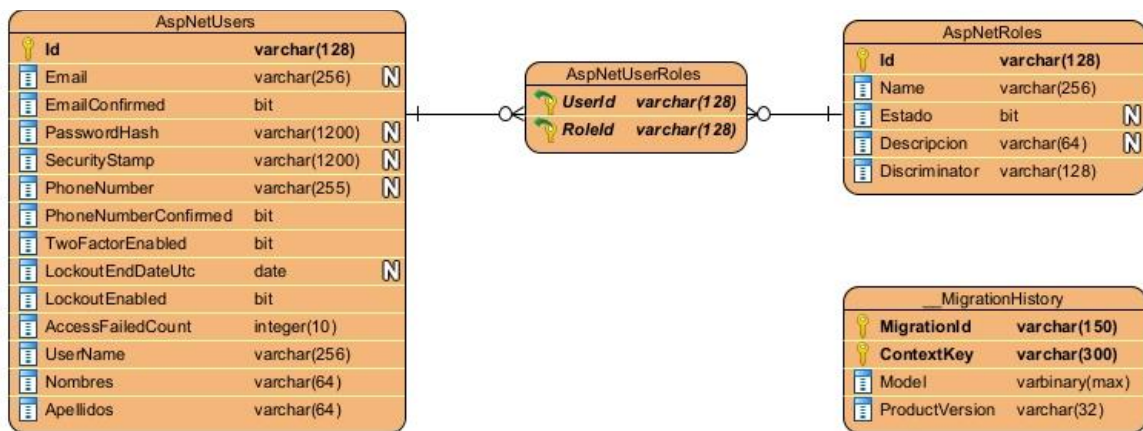 AspNetUsers
Id varchar(128)
Email varchar(256) N
EmailConfirmed bit
PasswordHash varchar(1200) N
SecurityStamp varchar(1200) N
PhoneNumber varchar(255) N
PhoneNumberConfirmed bit
TwoFactorEnabled bit
LockoutEndDateUtc date N
LockoutEnabled bit
AccessFailedCount integer(10)
UserName varchar(256)
Nombres varchar(64)
Apellidos varchar(64)
AspNetUserRoles
UserId varchar(128)
RoleId varchar(128)
AspNetRoles
Id varchar(128)
Name varchar(256)
Estado bit N
Descripcion varchar(64) N
Discriminator varchar(128)
__MigrationHistory
MigrationId varchar(150)
ContextKey varchar(300)
Model varbinary(max)
ProductVersion varchar(32)